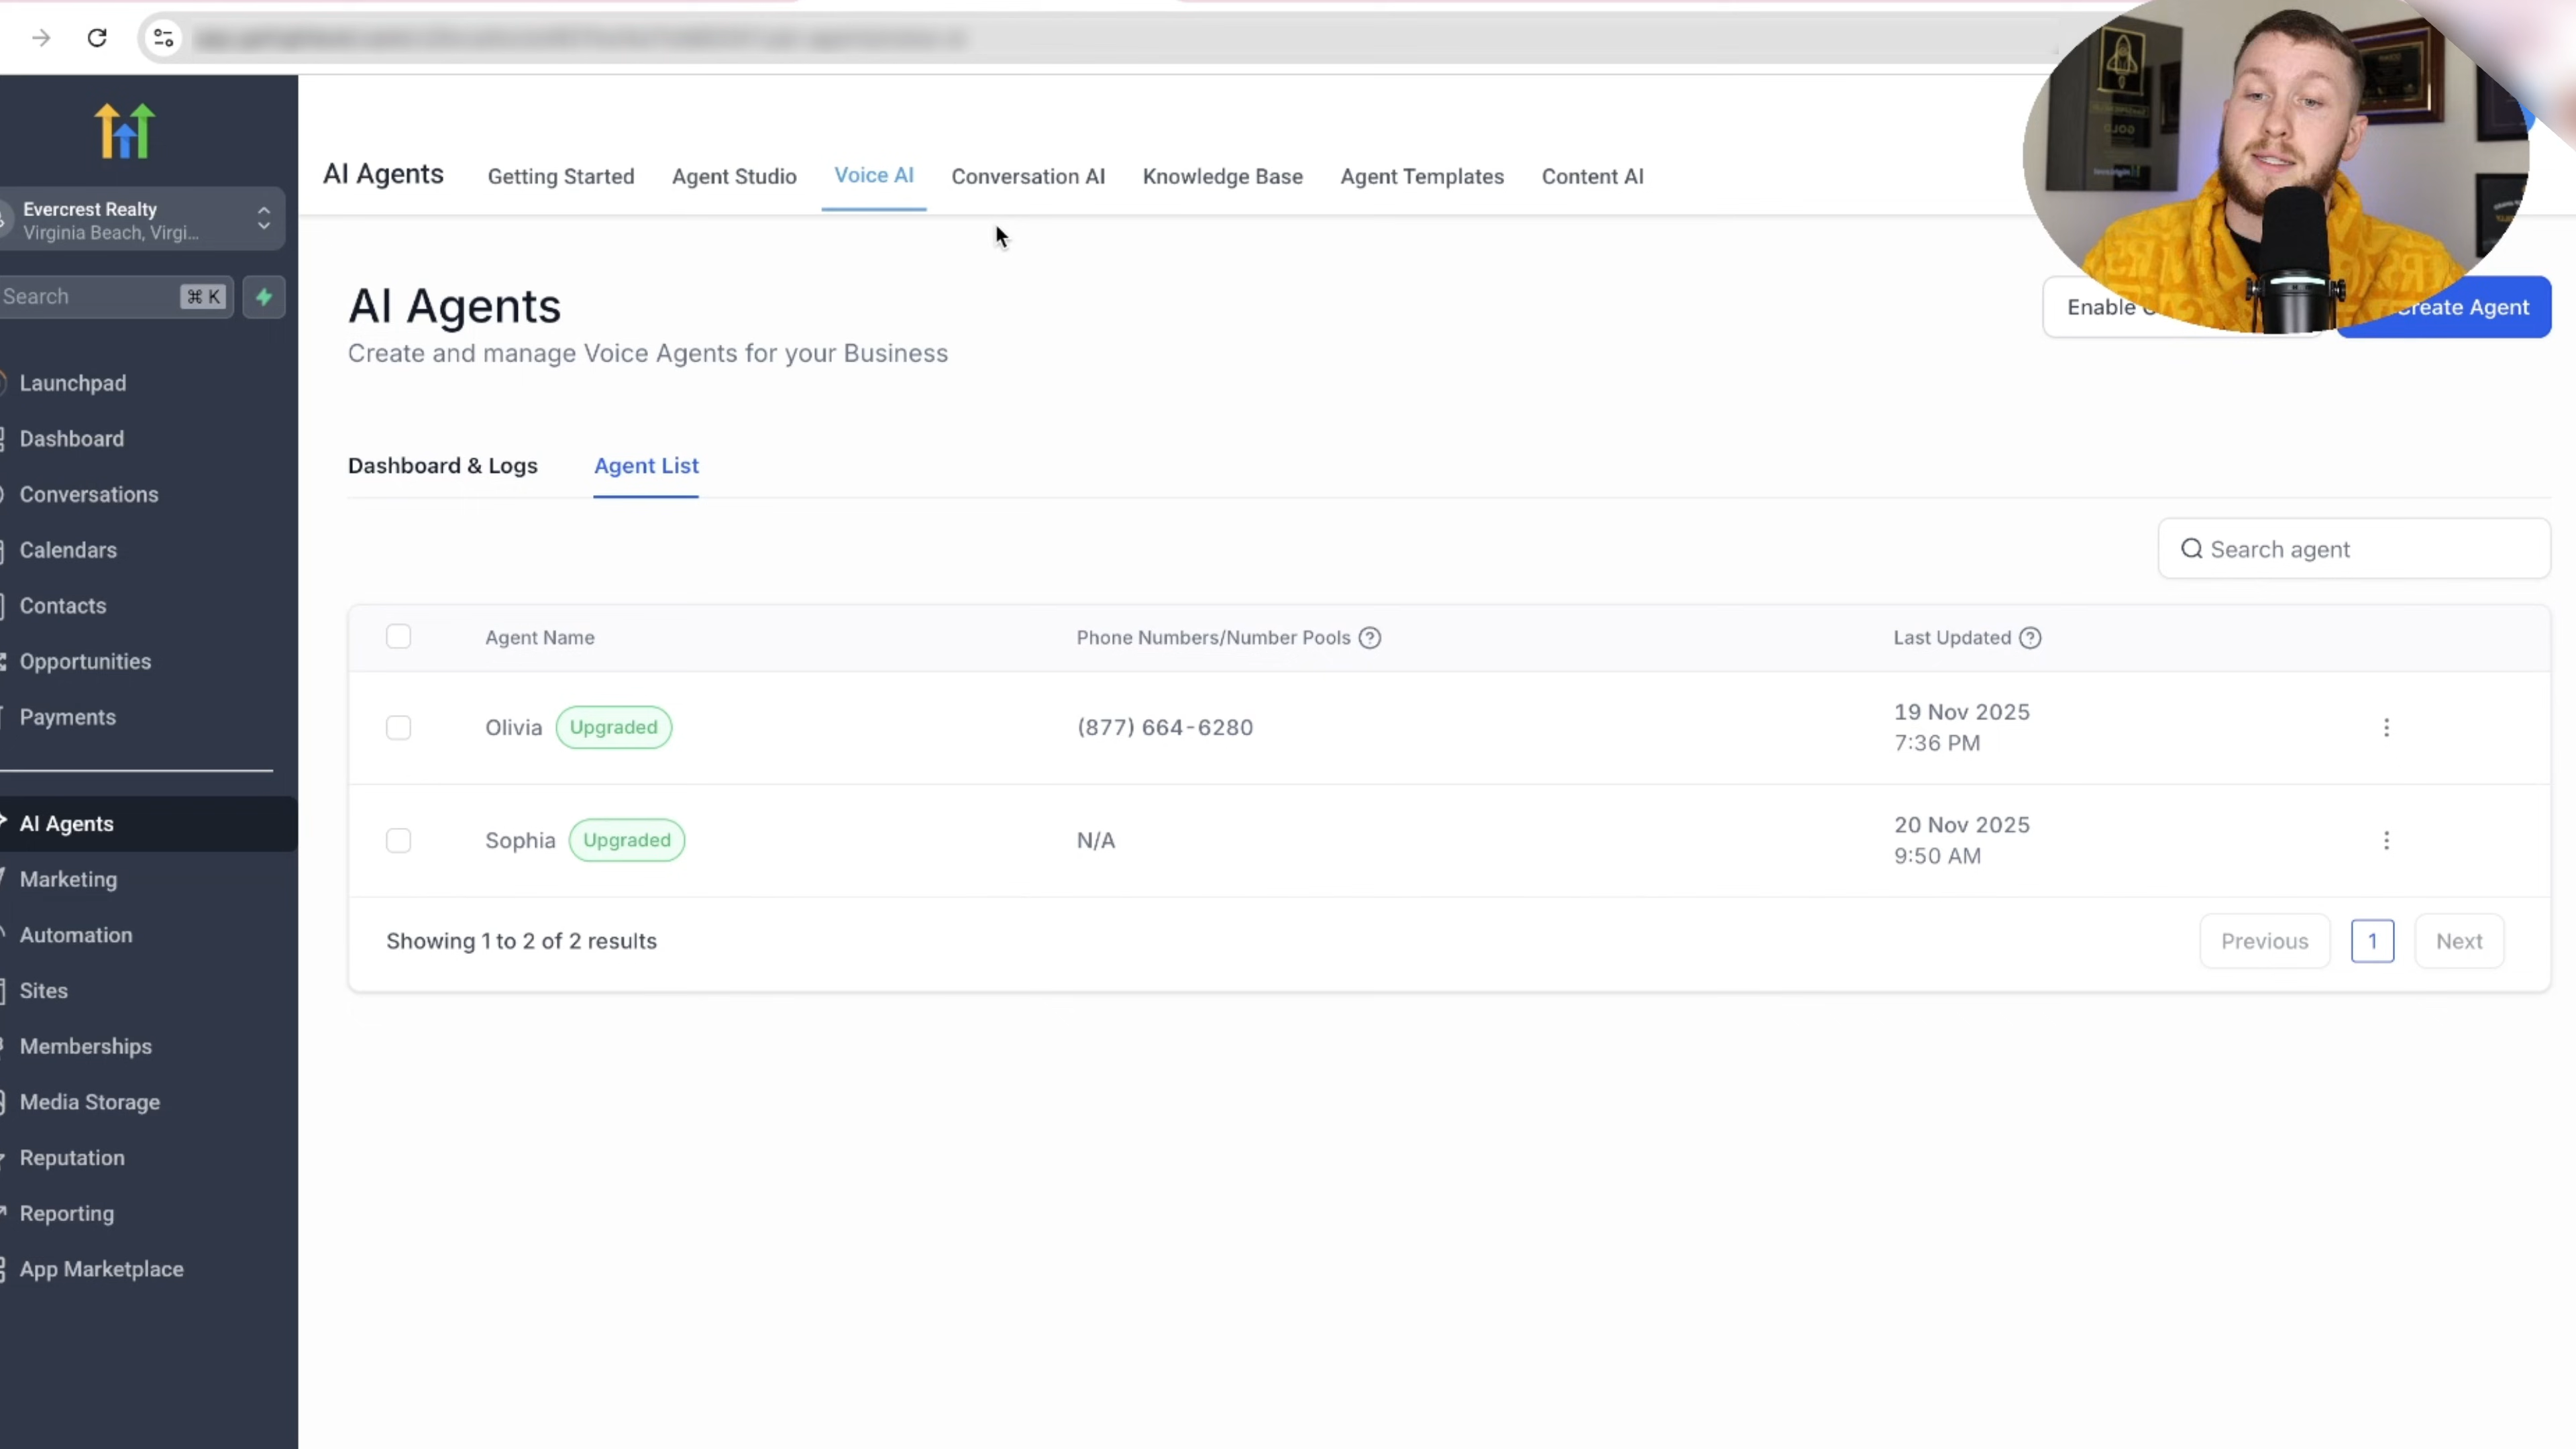 AI Agents
Getting Started
Agent Studio
Voice AI
Conversation AI
Knowledge Base
Agent Templates
Content AI
Evercrest Realty
Virginia Beach, Virgi...
Search
⌘ K
Launchpad
Dashboard
Conversations
Calendars
Contacts
Opportunities
Payments
AI Agents
Marketing
Automation
Sites
Memberships
Media Storage
Reputation
Reporting
App Marketplace
AI Agents
Create and manage Voice Agents for your Business
Enable
reate Agent
Dashboard & Logs
Agent List
Search agent
Agent Name
Phone Numbers/Number Pools
Last Updated
Olivia Upgraded
(877) 664-6280
19 Nov 2025
7:36 PM
Sophia Upgraded
N/A
20 Nov 2025
9:50 AM
Showing 1 to 2 of 2 results
Previous
1
Next